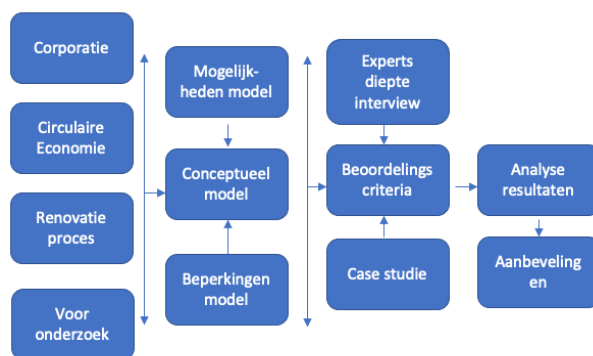 Corporatie
Circulaire
Economie
Renovatie
proces
Voor
onderzoek
Mogelijk-
heden model
Conceptueel
model
Beperkingen
model
Experts
diepte
interview
Beoordelings
criteria
Case studie
Analyse
resultaten
Aanbeveling
en